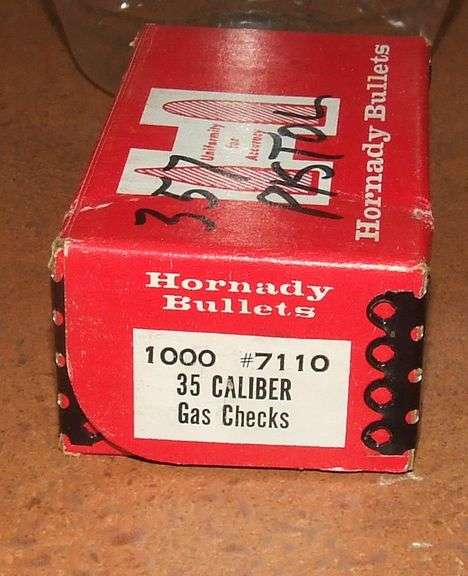 Hornady Bullets
Uniformity
for
Accuracy
357
PISTOL
Hornady
Bullets
1000 #7110
35 CALIBER
Gas Checks